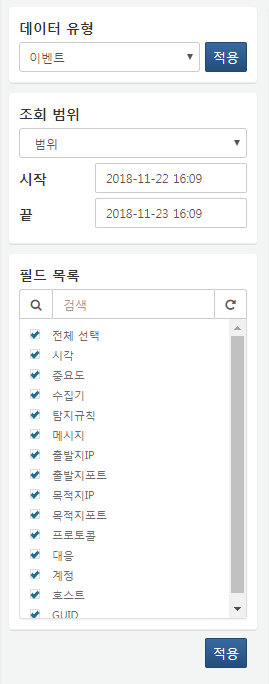 데이터 유형
이벤트
적용
조회 범위
범위
시작 2018-11-22 16:09
끝 2018-11-23 16:09
필드 목록
검색
전체 선택
시각
중요도
수집기
탐지규칙
메시지
출발지IP
출발지포트
목적지IP
목적지포트
프로토콜
대응
계정
호스트
GUID
적용